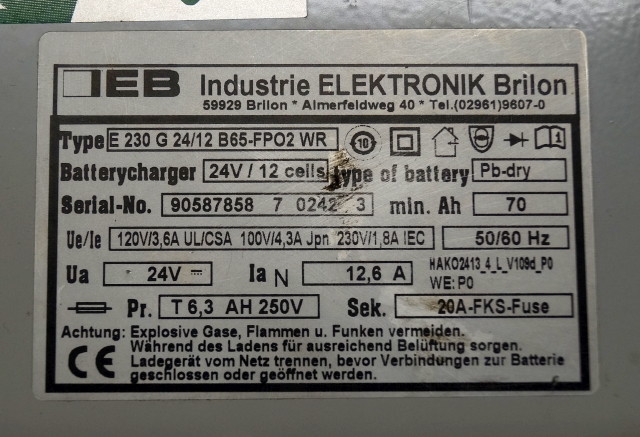 IEB Industrie ELEKTRONIK Brilon
59929 Brilon * Almerfeldweg 40 * Tel.(02961)9607-0
Type E 230 G 24/12 B65-FPO2 WR 10
Batterycharger 24V / 12 cells Type of battery Pb-dry
Serial-No. 90587858 7 0242 3 min. Ah 70
Ue/Ie 120V/3,6A UL/CSA 100V/4,3A Jpn 230V/1,8A IEC 50/60 Hz
Ua 24V Ia N 12,6 A HAKO2413_4_L_V109d_P0
WE: P0
Pr. T 6,3 AH 250V Sek. 20A-FKS-Fuse
Achtung: Explosive Gase, Flammen u. Funken vermeiden.
Während des Ladens für ausreichend Belüftung sorgen.
Ladegerät vom Netz trennen, bevor Verbindungen zur Batterie
CE geschlossen oder geöffnet werden.